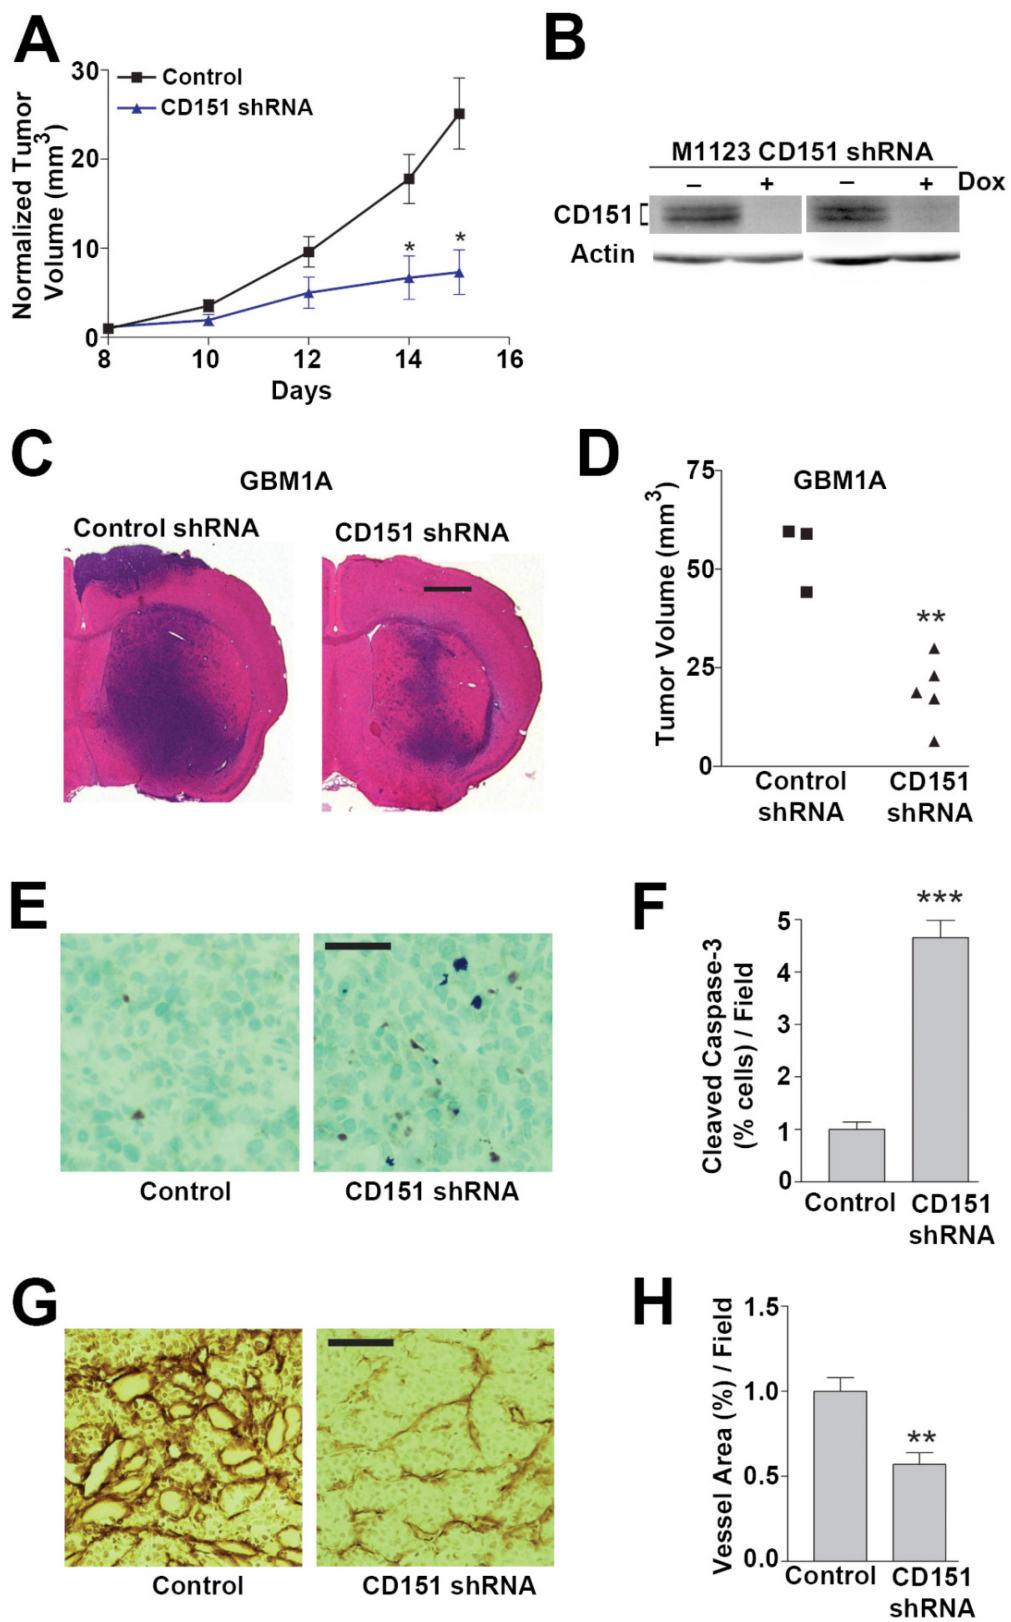 A
Normalized Tumor
Volume (mm3)
30
20
10
0
Control
CD151 shRNA
*
*
8
10
12
14
16
Days
B
M1123 CD151 shRNA
– + – + Dox
CD151
Actin
C
GBM1A
Control shRNA
CD151 shRNA
D
Tumor Volume (mm3)
75
50
25
0
GBM1A
**
Control
shRNA
CD151
shRNA
E
Control
CD151 shRNA
F
Cleaved Caspase-3
(% cells) / Field
5
4
3
2
1
0
***
Control
CD151
shRNA
G
Control
CD151 shRNA
H
Vessel Area (%) / Field
1.5
1.0
0.5
0.0
**
Control
CD151
shRNA